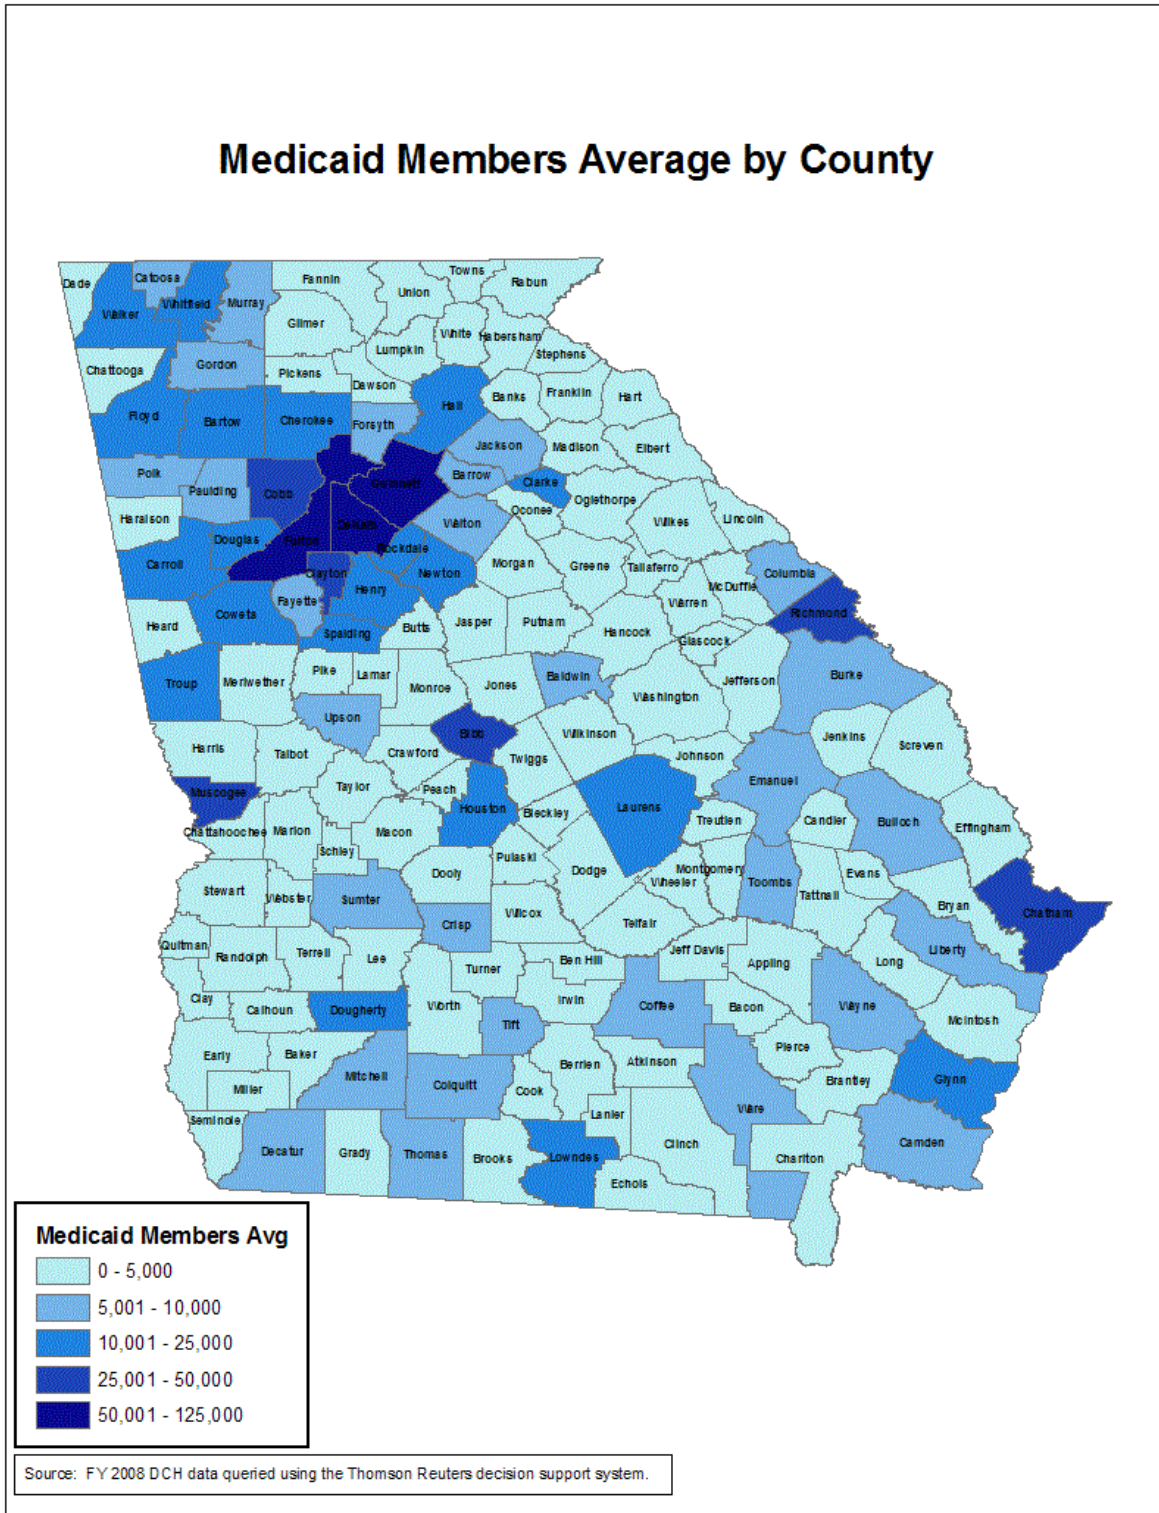 Medicaid Members Average by County
Dade
Catoosa
Whitfield
Walker
Murray
Fannin
Union
Towns
Rabun
Gilmer
White
Habersham
Lumpkin
Stephens
Chattooga
Gordon
Pickens
Dawson
Hall
Banks
Franklin
Hart
Floyd
Bartow
Cherokee
Forsyth
Jackson
Madison
Elbert
Polk
Paulding
Cobb
Gwinnett
Barrow
Clarke
Oglethorpe
Haralson
Douglas
Fulton
DeKalb
Walton
Oconee
Wilkes
Lincoln
Carroll
Clayton
Rockdale
Newton
Morgan
Greene
Taliaferro
McDuffie
Columbia
Heard
Coweta
Fayette
Henry
Spalding
Butts
Jasper
Putnam
Hancock
Warren
Glascock
Richmond
Troup
Meriwether
Pike
Lamar
Monroe
Jones
Baldwin
Washington
Jefferson
Burke
Upson
Harris
Talbot
Crawford
Bibb
Twiggs
Wilkinson
Johnson
Jenkins
Screven
Muscogee
Taylor
Peach
Houston
Bleckley
Laurens
Treutlen
Emanuel
Candler
Bulloch
Effingham
Chattahoochee
Marion
Schley
Macon
Dooly
Pulaski
Dodge
Wheeler
Montgomery
Toombs
Tattnall
Evans
Bryan
Chatham
Stewart
Webster
Sumter
Crisp
Wilcox
Telfair
Quitman
Randolph
Terrell
Lee
Turner
Ben Hill
Jeff Davis
Appling
Long
Liberty
Clay
Calhoun
Dougherty
Worth
Tift
Irwin
Coffee
Bacon
Wayne
McIntosh
Early
Baker
Miller
Mitchell
Colquitt
Cook
Berrien
Atkinson
Pierce
Brantley
Glynn
Seminole
Decatur
Grady
Thomas
Brooks
Lowndes
Lanier
Echols
Clinch
Ware
Charlton
Camden
Medicaid Members Avg
0 - 5,000
5,001 - 10,000
10,001 - 25,000
25,001 - 50,000
50,001 - 125,000
Source: FY 2008 DCH data queried using the Thomson Reuters decision support system.